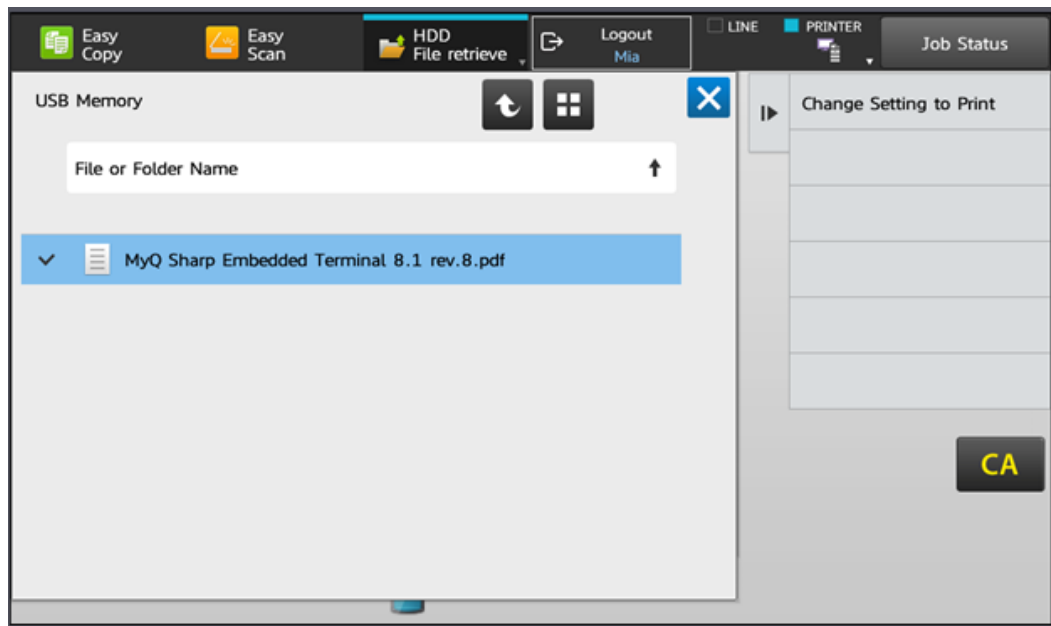 Easy
Copy
Easy
Scan
HDD
File retrieve
Logout
Mia
LINE
PRINTER
Job Status
USB Memory
Change Setting to Print
File or Folder Name
MyQ Sharp Embedded Terminal 8.1 rev.8.pdf
CA